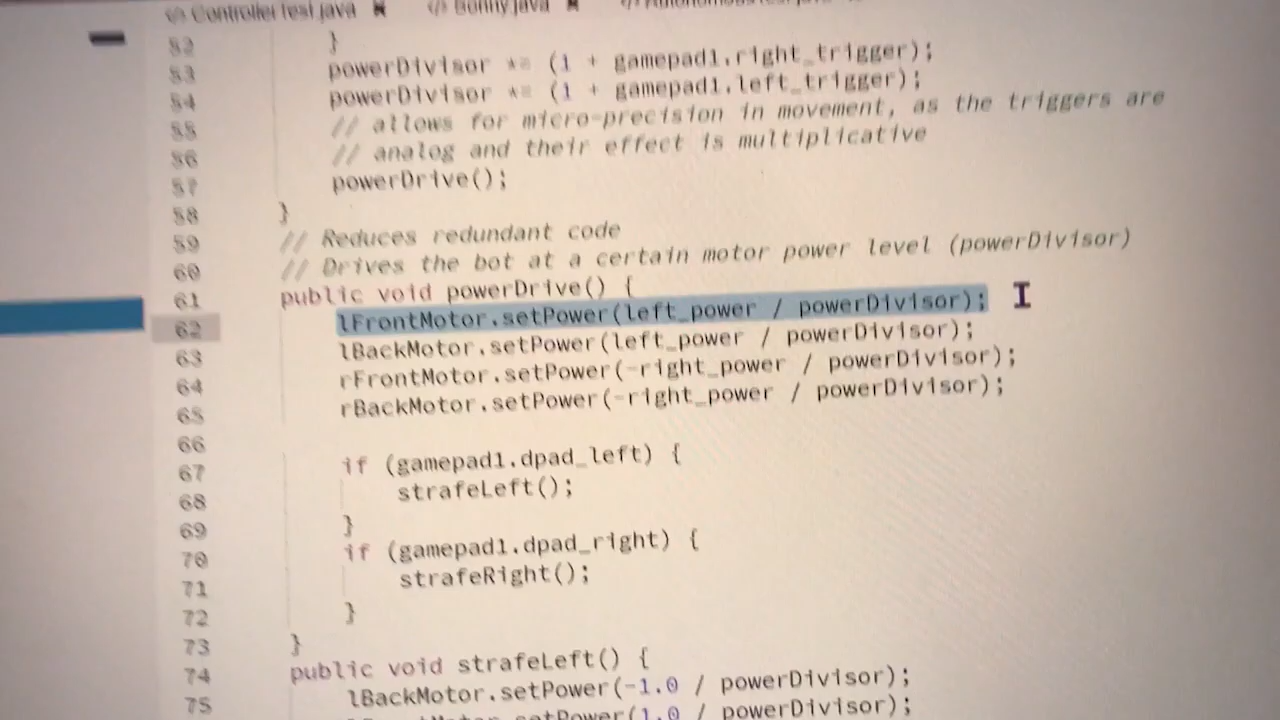 ControllerTest.java Bonny.java
52 }
53 powerDivisor *= (1 + gamepad1.right_trigger);
54 powerDivisor *= (1 + gamepad1.left_trigger);
55 // allows for micro-precision in movement, as the triggers are
56 // analog and their effect is multiplicative
57 powerDrive();
58 }
59 // Reduces redundant code
60 // Drives the bot at a certain motor power level (powerDivisor)
61 public void powerDrive() {
62 lFrontMotor.setPower(left_power / powerDivisor);
63 lBackMotor.setPower(left_power / powerDivisor);
64 rFrontMotor.setPower(-right_power / powerDivisor);
65 rBackMotor.setPower(-right_power / powerDivisor);
66
67 if (gamepad1.dpad_left) {
68 strafeLeft();
69 }
70 if (gamepad1.dpad_right) {
71 strafeRight();
72 }
73 }
74 public void strafeLeft() {
75 lBackMotor.setPower(-1.0 / powerDivisor);
setPower(1.0 / powerDivisor);